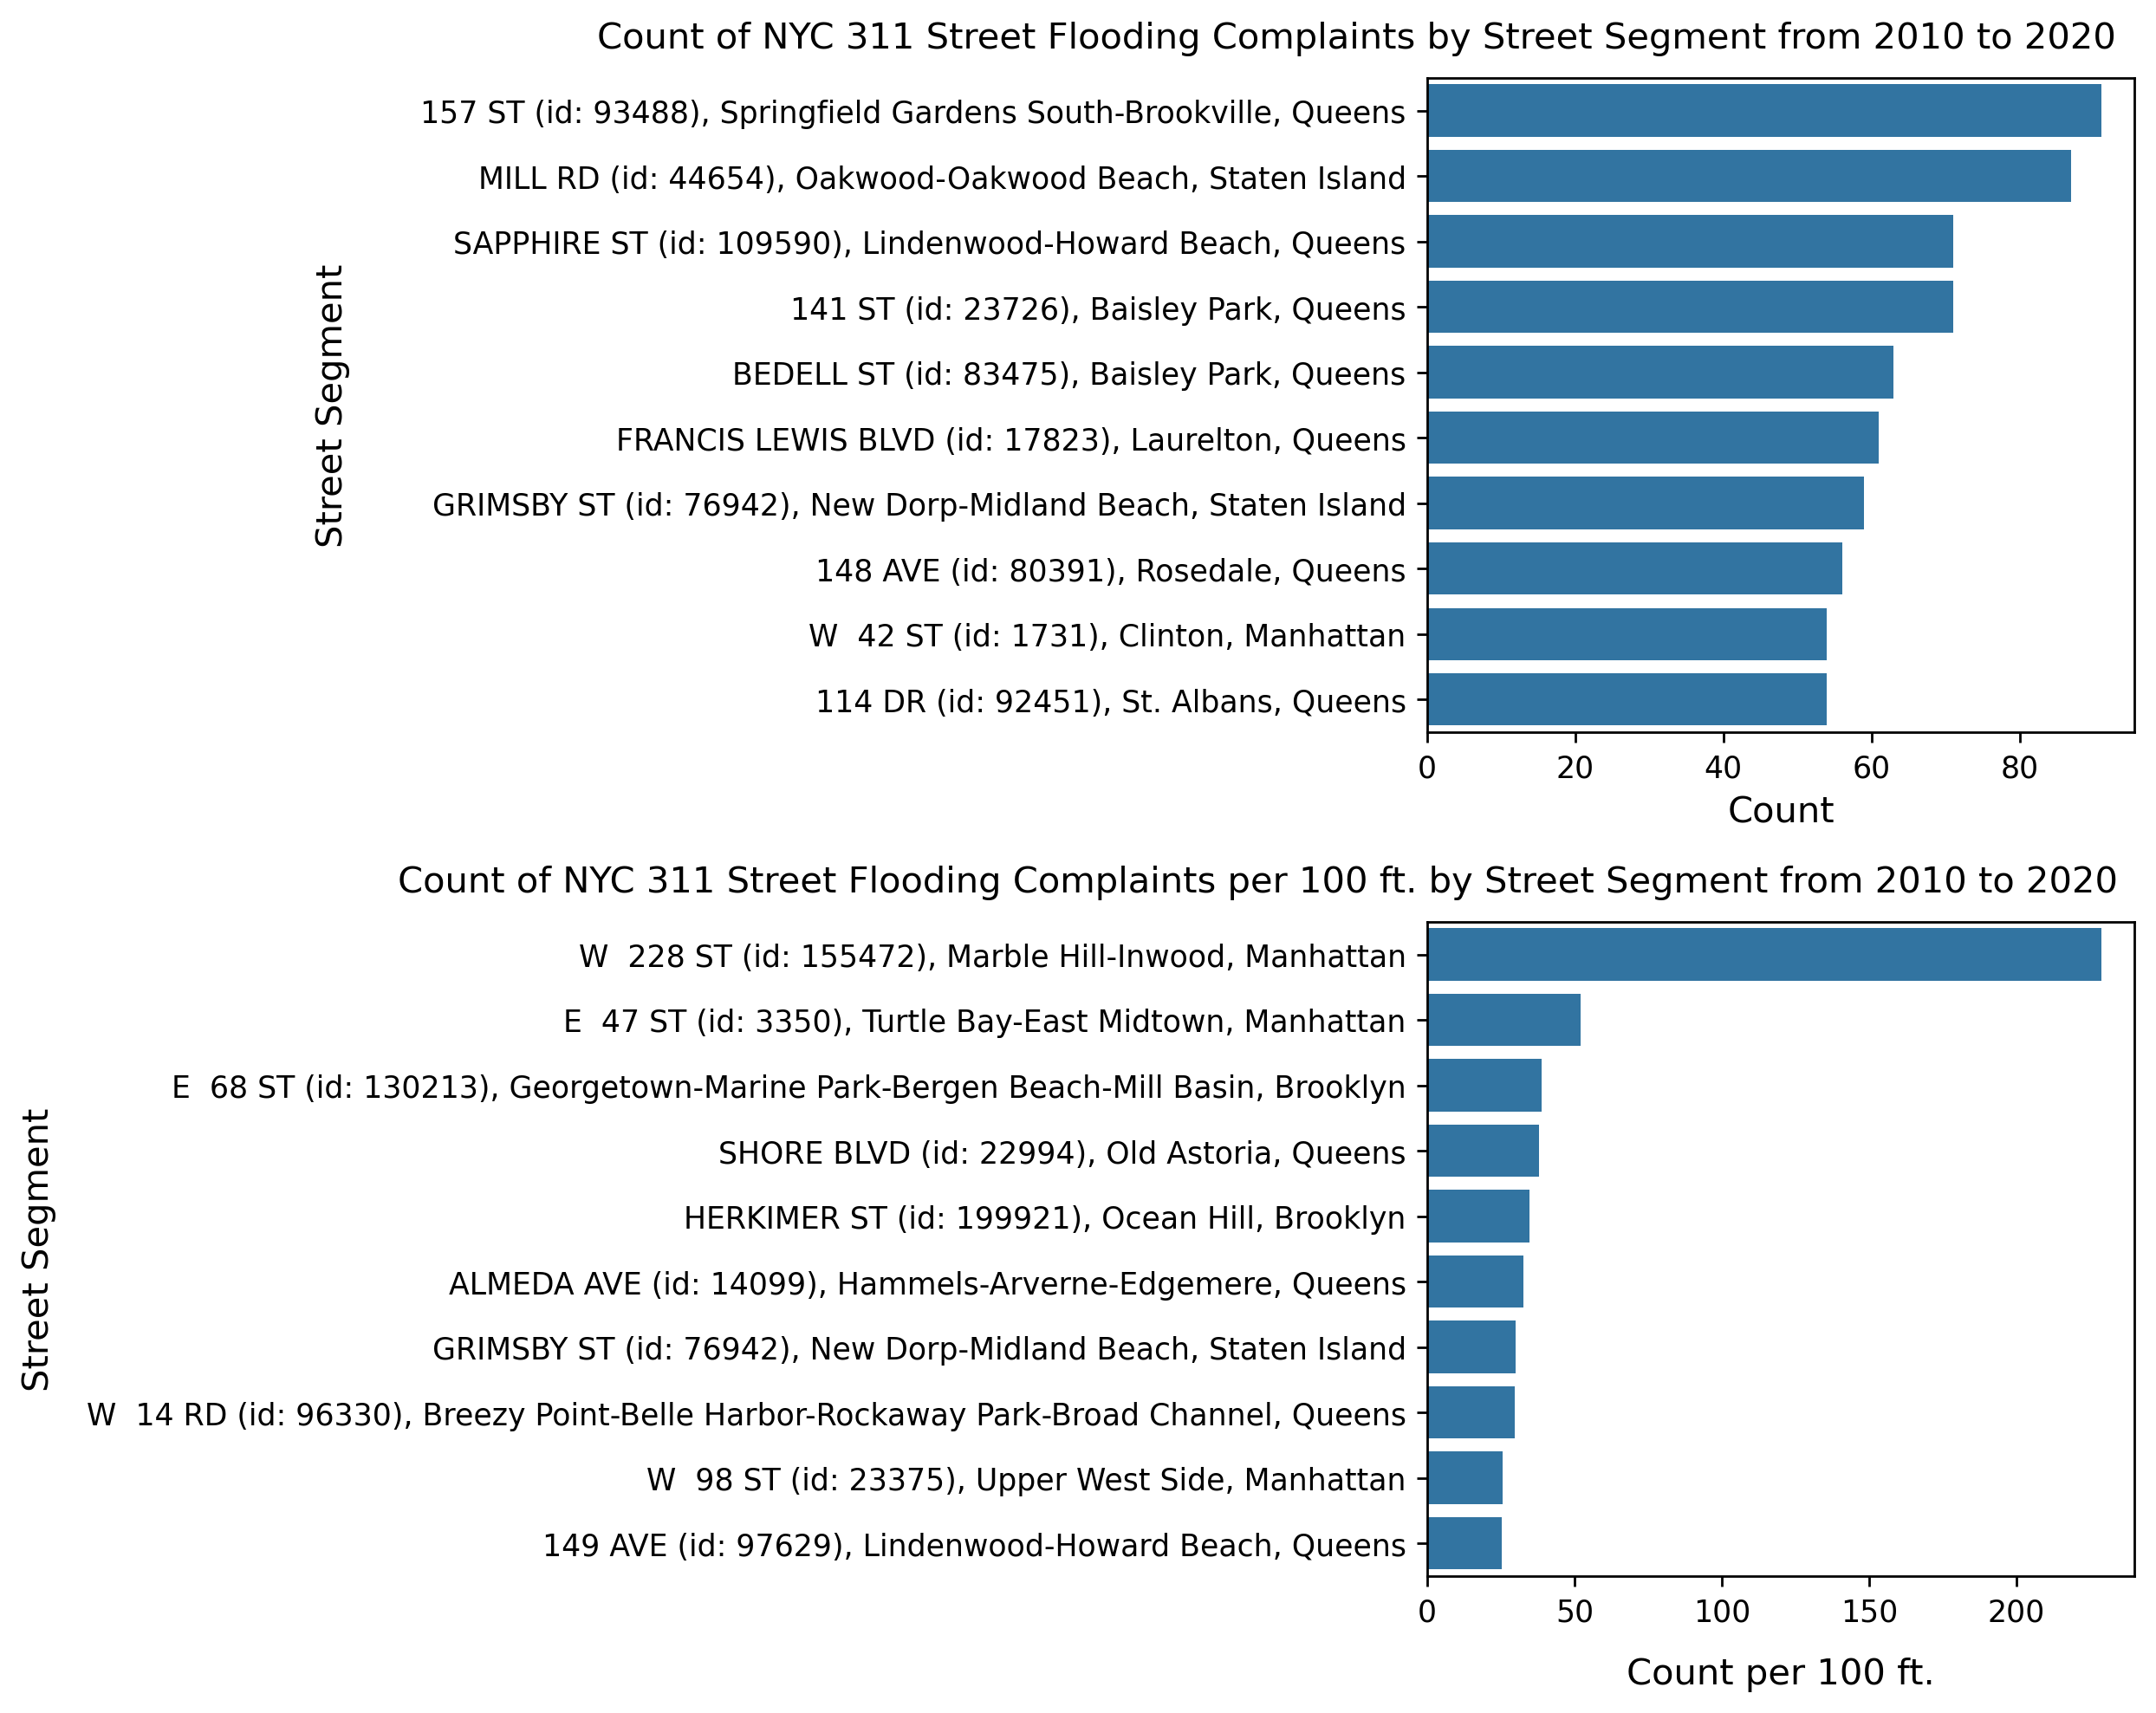 Count of NYC 311 Street Flooding Complaints by Street Segment from 2010 to 2020
Street Segment
157 ST (id: 93488), Springfield Gardens South-Brookville, Queens
MILL RD (id: 44654), Oakwood-Oakwood Beach, Staten Island
SAPPHIRE ST (id: 109590), Lindenwood-Howard Beach, Queens
141 ST (id: 23726), Baisley Park, Queens
BEDELL ST (id: 83475), Baisley Park, Queens
FRANCIS LEWIS BLVD (id: 17823), Laurelton, Queens
GRIMSBY ST (id: 76942), New Dorp-Midland Beach, Staten Island
148 AVE (id: 80391), Rosedale, Queens
W  42 ST (id: 1731), Clinton, Manhattan
114 DR (id: 92451), St. Albans, Queens
0 20 40 60 80
Count
Count of NYC 311 Street Flooding Complaints per 100 ft. by Street Segment from 2010 to 2020
Street Segment
W  228 ST (id: 155472), Marble Hill-Inwood, Manhattan
E  47 ST (id: 3350), Turtle Bay-East Midtown, Manhattan
E  68 ST (id: 130213), Georgetown-Marine Park-Bergen Beach-Mill Basin, Brooklyn
SHORE BLVD (id: 22994), Old Astoria, Queens
HERKIMER ST (id: 199921), Ocean Hill, Brooklyn
ALMEDA AVE (id: 14099), Hammels-Arverne-Edgemere, Queens
GRIMSBY ST (id: 76942), New Dorp-Midland Beach, Staten Island
W  14 RD (id: 96330), Breezy Point-Belle Harbor-Rockaway Park-Broad Channel, Queens
W  98 ST (id: 23375), Upper West Side, Manhattan
149 AVE (id: 97629), Lindenwood-Howard Beach, Queens
0 50 100 150 200
Count per 100 ft.